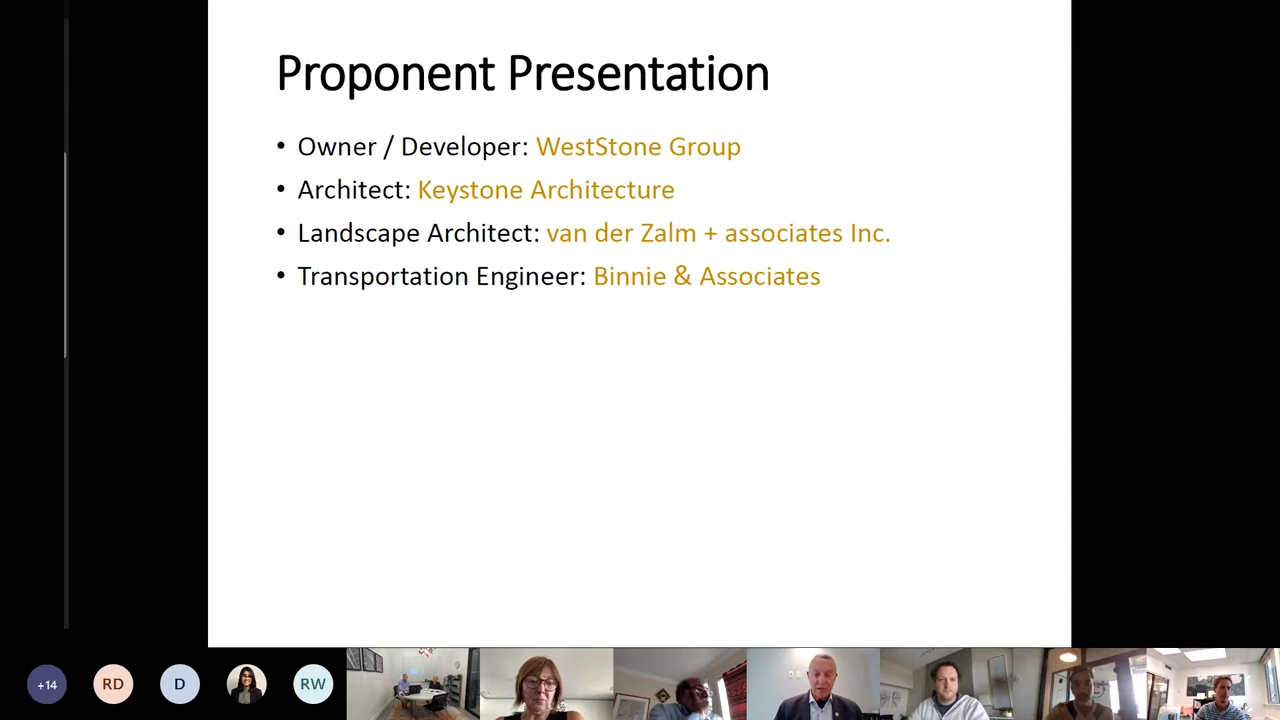 Proponent Presentation
• Owner / Developer: WestStone Group
• Architect: Keystone Architecture
• Landscape Architect: van der Zalm + associates Inc.
• Transportation Engineer: Binnie & Associates
+14
RD
D
RW